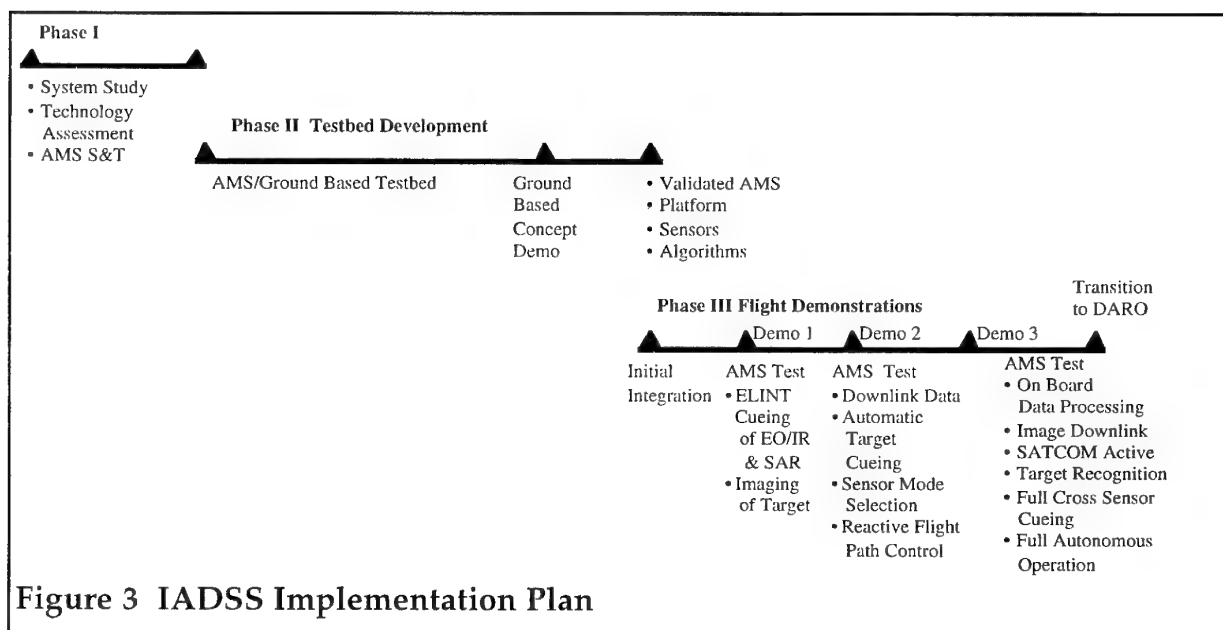 Phase I
• System Study
• Technology
Assessment
• AMS S&T
Phase II Testbed Development
AMS/Ground Based Testbed
Ground
Based
Concept
Demo
• Validated AMS
• Platform
• Sensors
• Algorithms
Transition
to DARO
Phase III Flight Demonstrations
Demo 1
Demo 2
Demo 3
Initial
Integration
AMS Test
• ELINT
Cueing
of EO/IR
& SAR
• Imaging
of Target
AMS Test
• Downlink Data
• Automatic
Target
Cueing
• Sensor Mode
Selection
• Reactive Flight
Path Control
AMS Test
• On Board
Data Processing
• Image Downlink
• SATCOM Active
• Target Recognition
• Full Cross Sensor
Cueing
• Full Autonomous
Operation
Figure 3 IADSS Implementation Plan